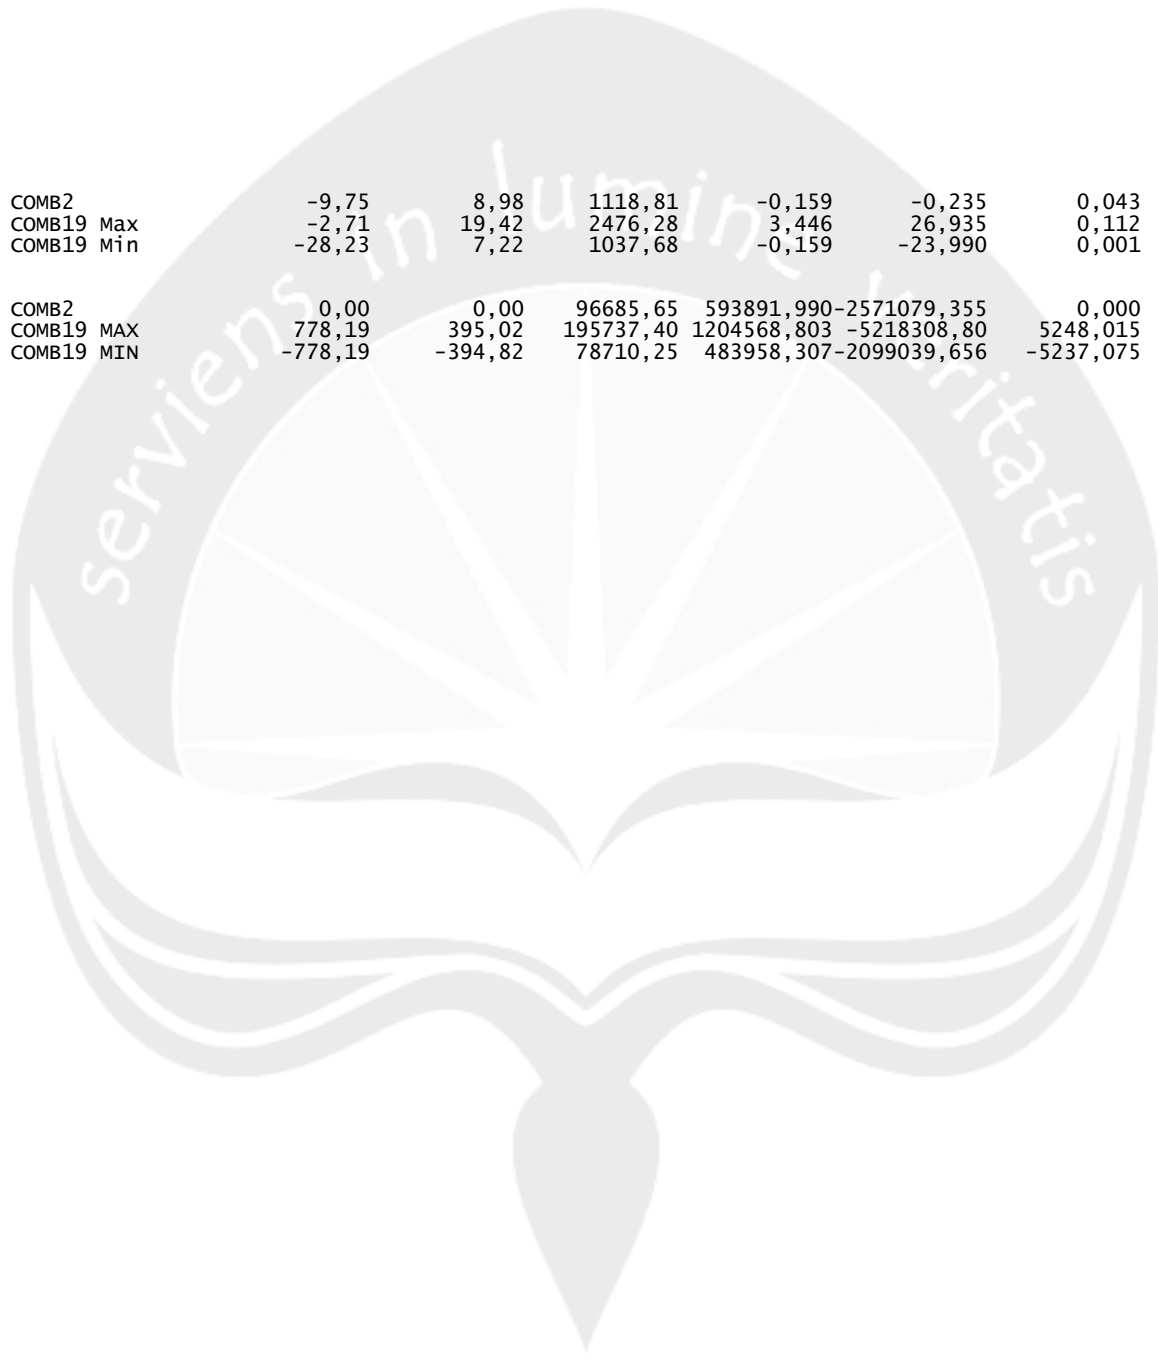 serviens in lumine veritatis
COMB2 -9,75 8,98 1118,81 -0,159 -0,235 0,043
COMB19 Max -2,71 19,42 2476,28 3,446 26,935 0,112
COMB19 Min -28,23 7,22 1037,68 -0,159 -23,990 0,001
COMB2 0,00 0,00 96685,65 593891,990-2571079,355 0,000
COMB19 MAX 778,19 395,02 195737,40 1204568,803 -5218308,80 5248,015
COMB19 MIN -778,19 -394,82 78710,25 483958,307-2099039,656 -5237,075